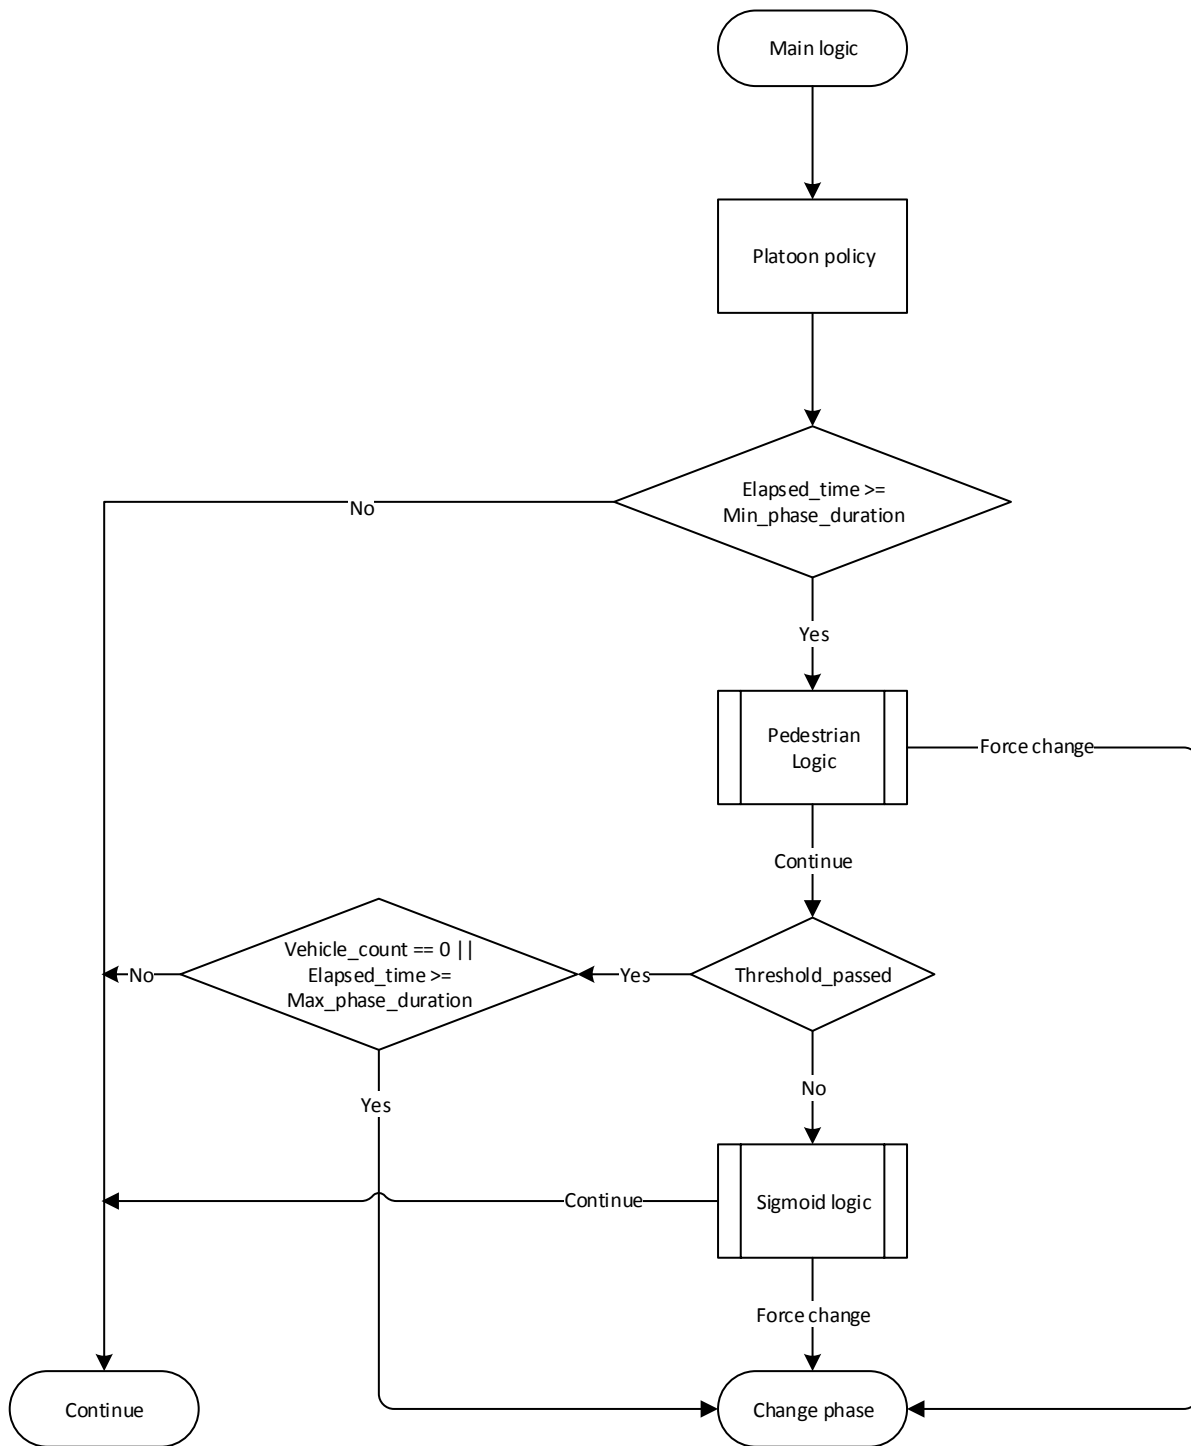 Main logic
Platoon policy
Elapsed_time >=
Min_phase_duration
No
Yes
Pedestrian
Logic
Force change
Continue
Vehicle_count == 0 ||
Elapsed_time >=
Max_phase_duration
No
Yes
Threshold_passed
No
Yes
Continue
Sigmoid logic
Force change
Continue
Change phase